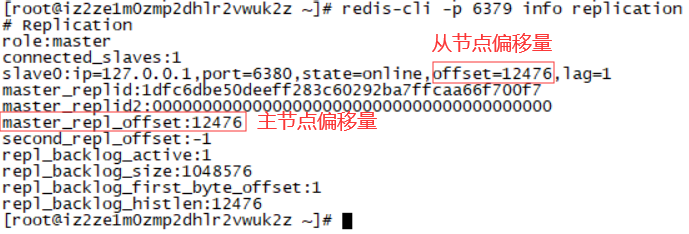 [root@iz2ze1m0zmp2dhlr2vwuk2z ~]# redis-cli -p 6379 info replication
# Replication
role:master
connected_slaves:1
从节点偏移量
slave0:ip=127.0.0.1,port=6380,state=online,offset=12476,lag=1
master_replid:1dfc6dbe50deeff283c60292ba7ffcaa66f700f7
master_replid2:0000000000000000000000000000000000000000
master_repl_offset:12476 主节点偏移量
second_repl_offset:-1
repl_backlog_active:1
repl_backlog_size:1048576
repl_backlog_first_byte_offset:1
repl_backlog_histlen:12476
[root@iz2ze1m0zmp2dhlr2vwuk2z ~]#